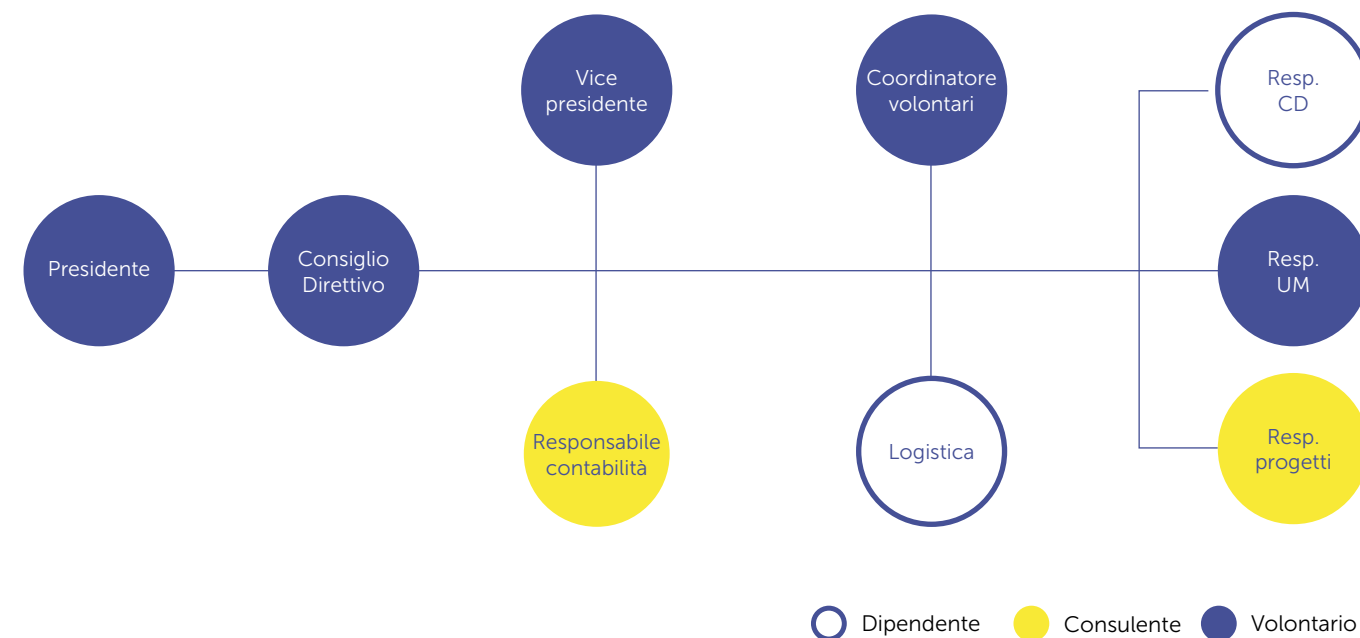 Vice
presidente
Coordinatore
volontari
Resp.
CD
Presidente
Consiglio
Direttivo
Resp.
UM
Responsabile
contabilità
Logistica
Resp.
progetti
Dipendente
Consulente
Volontario